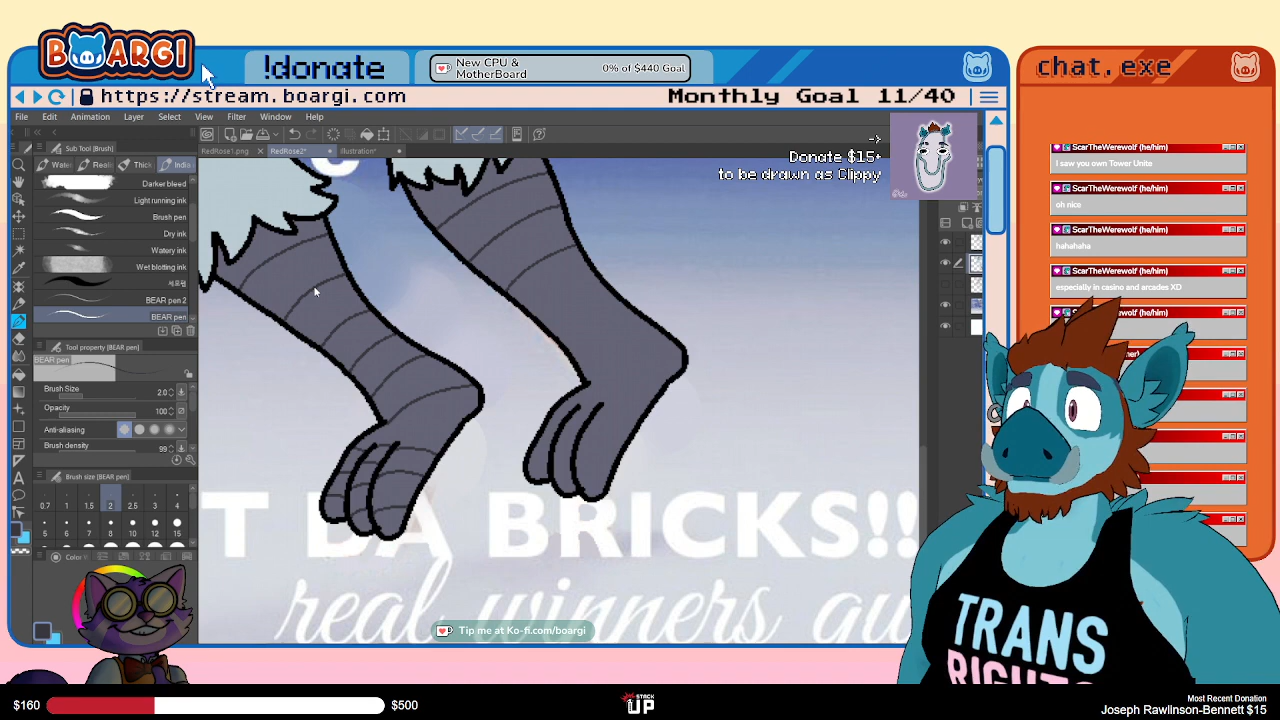 BOARGI
!donate
New CPU &
MotherBoard
0% of $440 Goal
chat.exe
https://stream.boargi.com
Monthly Goal 11/40
File Edit Animation Layer Select View Filter Window Help
-->
Donate $15+
to be drawn as Clippy
Sub Tool [Brush]
RedRose1.png
RedRose2*
Illustration*
Thick
Darker bleed
Light running ink
Brush pen
Dry ink
Watery ink
Wet blotting ink
BEAR pen 2
BEAR pen
Tool property [BEAR pen]
BEAR pen
Brush Size 2.0
Opacity 100
Anti-aliasing
Brush density 99
Brush size [BEAR pen]
0.7 1 1.5 2 2.5 3 4
5 6 7 8 10 12 15
ScarTheWerewolf (he/him)
I saw you own Tower Unite
ScarTheWerewolf (he/him)
oh nice
ScarTheWerewolf (he/him)
hahahaha
ScarTheWerewolf (he/him)
especially in casino and arcades XD
T DA BRICKS!!
real winners
Tip me at Ko-fi.com/boargi
TRANS
RIGHTS
$160
$500
STACK
UP
Most Recent Donation
Joseph Rawlinson-Bennett $15